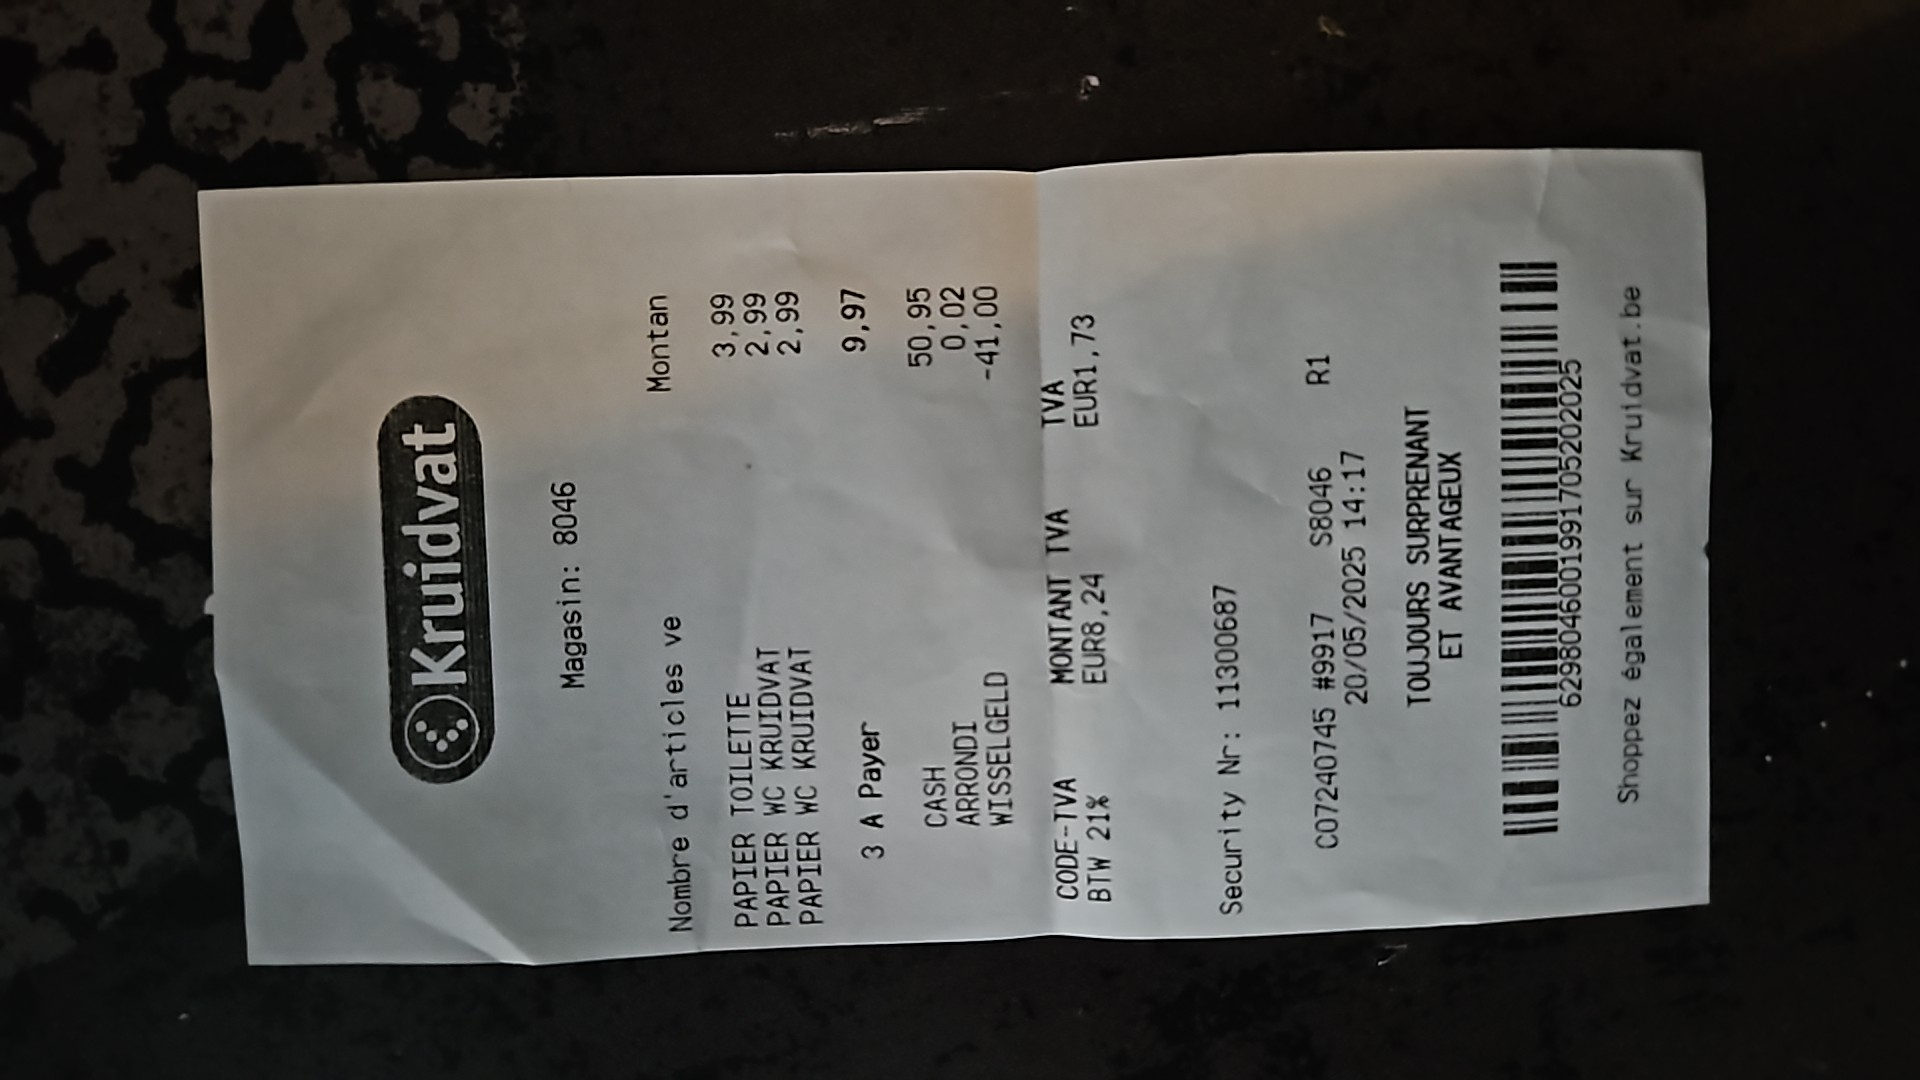 Kruidvat
Magasin: 8046
Nombre d'articles ve Montan
PAPIER TOILETTE 3,99
PAPIER WC KRUIDVAT 2,99
PAPIER WC KRUIDVAT 2,99
3 A Payer 9,97
CASH 50,95
ARRONDI 0,02
WISSELGELD -41,00
CODE-TVA MONTANT TVA TVA
BTW 21% EUR8,24 EUR1,73
Security Nr: 11300687
C07240745 #9917 S8046 R1
20/05/2025 14:17
TOUJOURS SURPRENANT
ET AVANTAGEUX
6298046001991705202025
Shoppez également sur Kruidvat.be